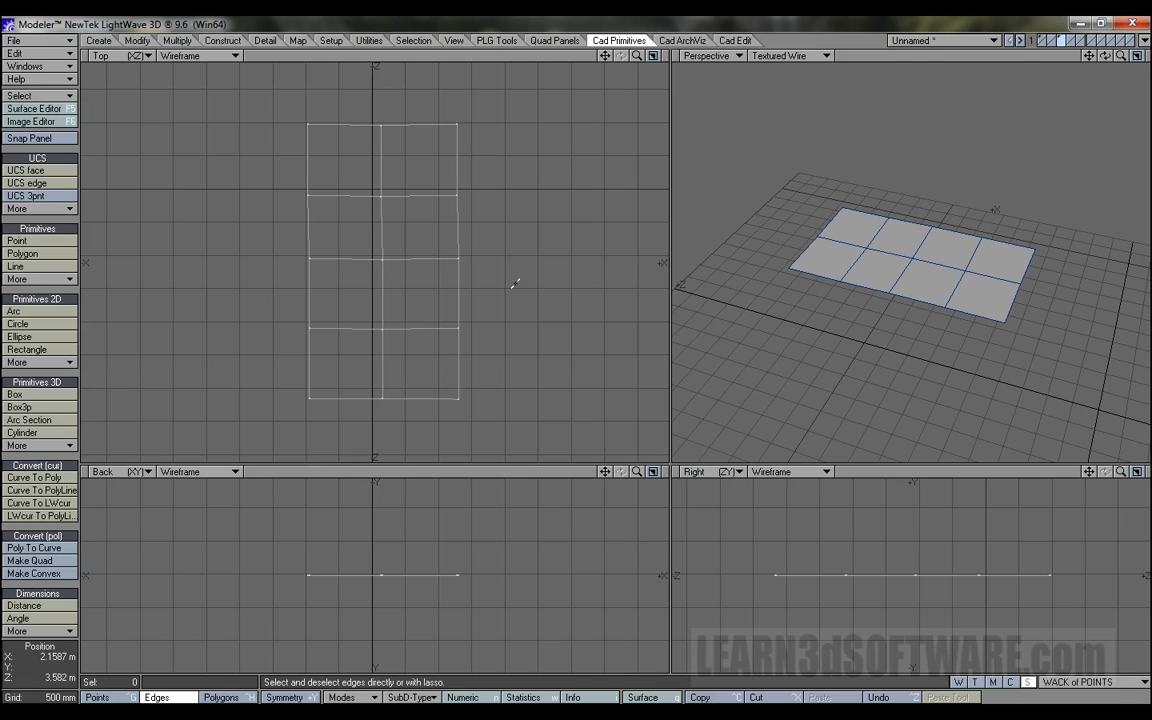 Modeler™ NewTek LightWave 3D ® 9.6 (Win64)
File Create Modify Multiply Construct Detail Map Setup Utilities Selection View PLG Tools Quad Panels Cad Primitives Cad ArchViz Cad Edit Unnamed * 1
Edit Top (XZ) Wireframe Perspective Textured Wire
Windows
Help
Select
Surface Editor F5
Image Editor F6
Snap Panel
UCS
UCS face
UCS edge
UCS 3pnt
More
Primitives
Point
Polygon
Line
More
Primitives 2D
Arc
Circle
Ellipse
Rectangle
More
Primitives 3D
Box
Box3p
Arc Section
Cylinder
More
Convert (cur)
Back (XY) Wireframe Right (ZY) Wireframe
Curve To Poly
Curve To PolyLine
Curve To LWcur
LWcur To PolyLi...
Convert (pol)
Poly To Curve
Make Quad
Make Convex
Dimensions
Distance
Angle
More
Position
X: 2.1587 m
Y:
Z: 3.582 m
LEARN3dSOFTWARE.com
Sel: 0 Select and deselect edges directly or with lasso. W T M C S WACK of POINTS
Grid: 500 mm Points ^G Edges Polygons ^H Symmetry +Y Modes SubD-Type Numeric n Statistics w Info i Surface q Copy ^C Cut ^X Paste ^V Undo ^Z Paste Tool